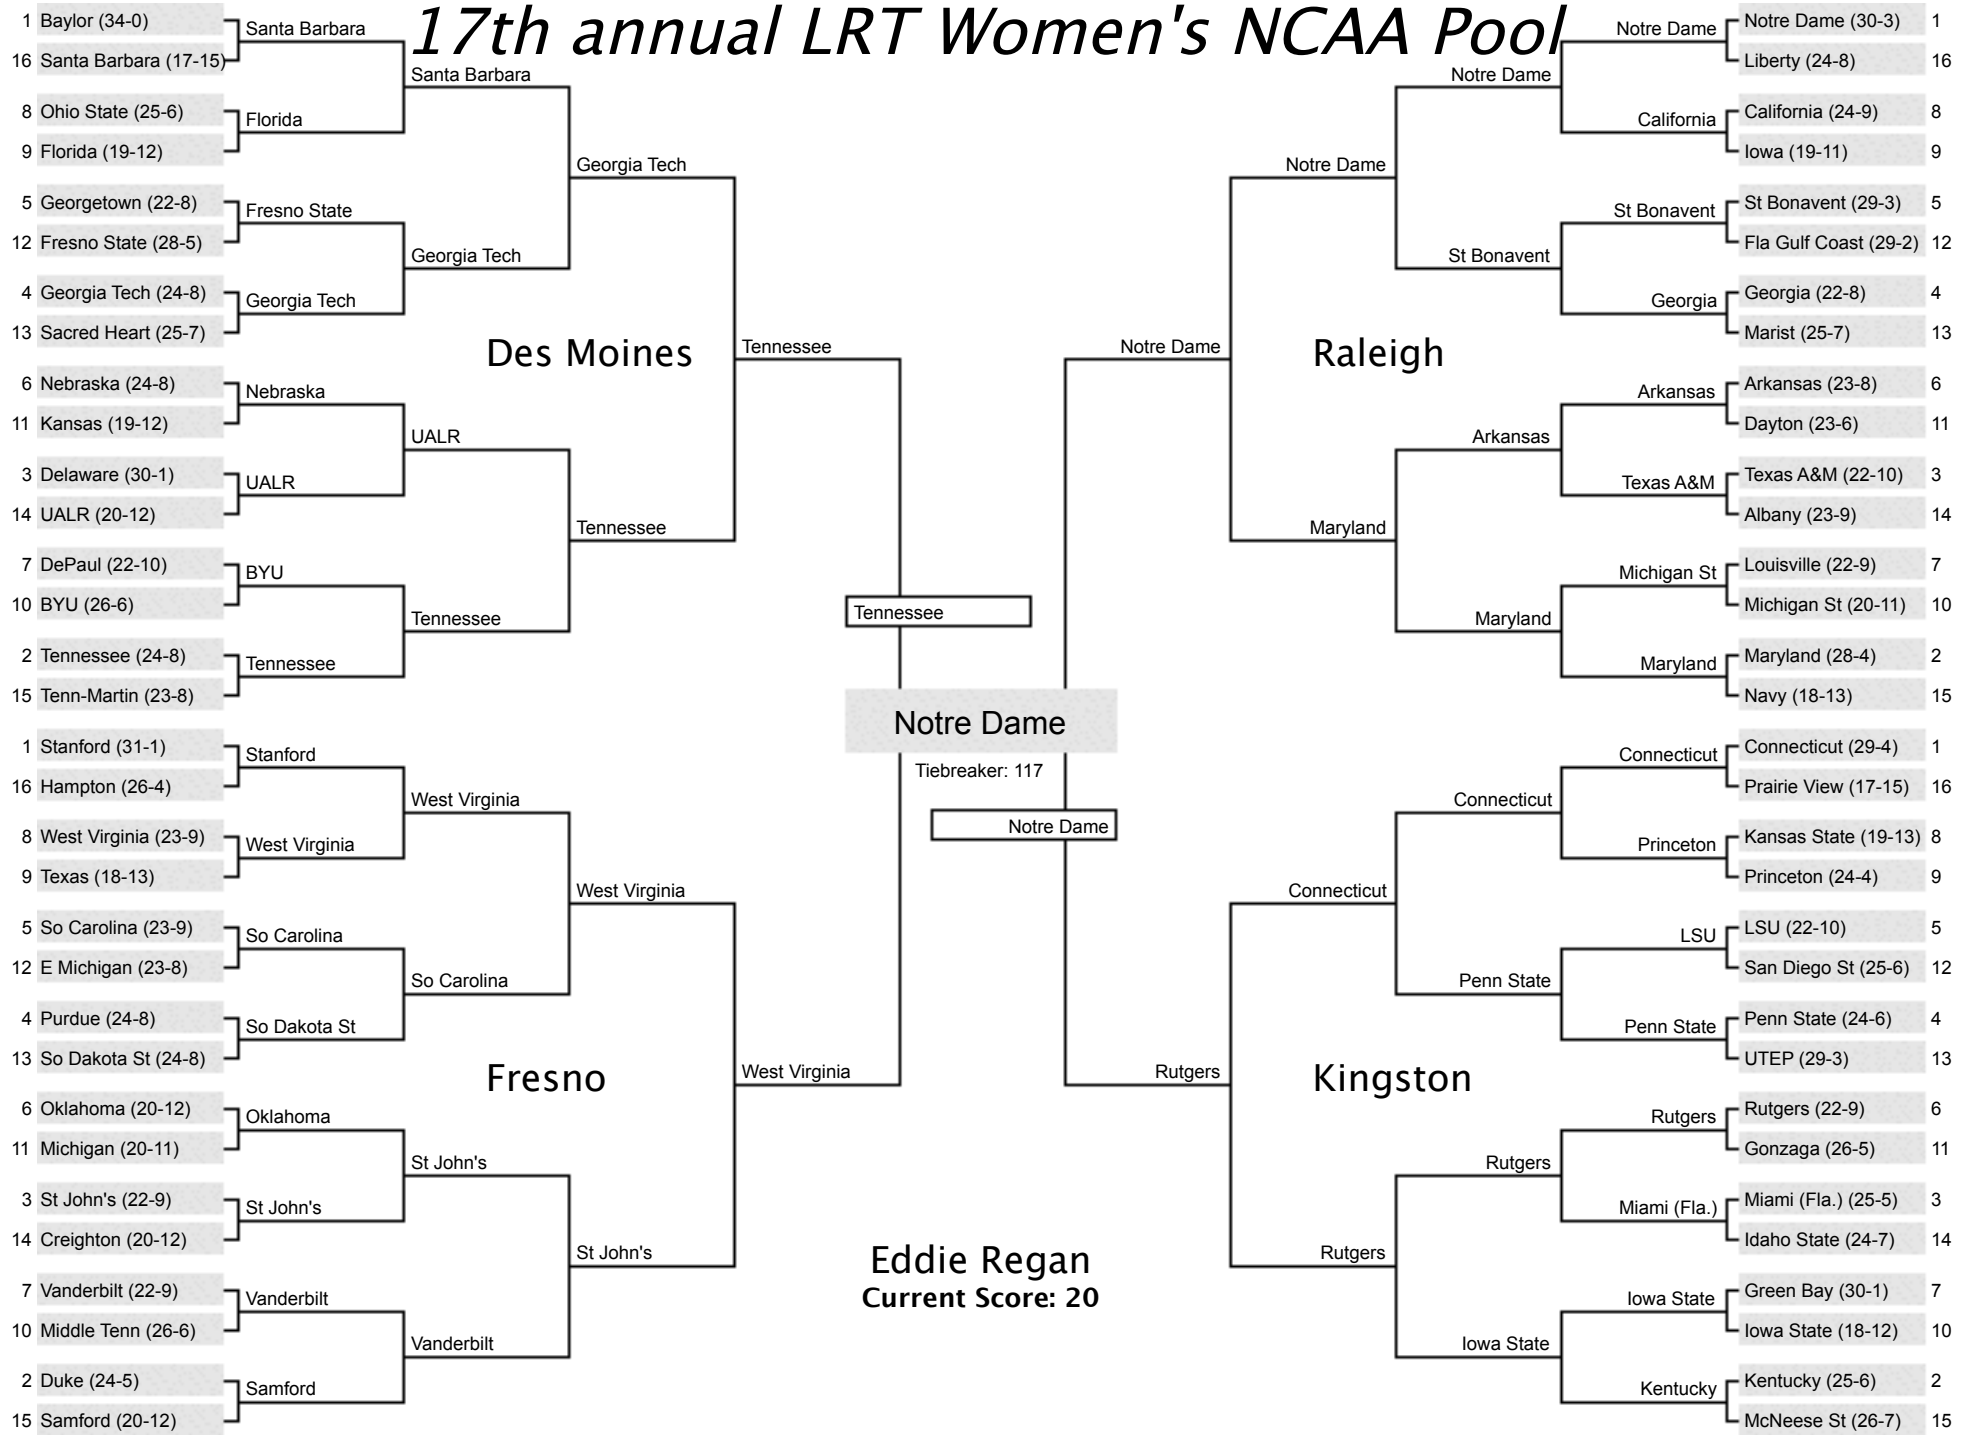 17th annual LRT Women's NCAA Pool
1 Baylor (34-0)
16 Santa Barbara (17-15)
8 Ohio State (25-6)
9 Florida (19-12)
5 Georgetown (22-8)
12 Fresno State (28-5)
4 Georgia Tech (24-8)
13 Sacred Heart (25-7)
6 Nebraska (24-8)
11 Kansas (19-12)
3 Delaware (30-1)
14 UALR (20-12)
7 DePaul (22-10)
10 BYU (26-6)
2 Tennessee (24-8)
15 Tenn-Martin (23-8)
1 Stanford (31-1)
16 Hampton (26-4)
8 West Virginia (23-9)
9 Texas (18-13)
5 So Carolina (23-9)
12 E Michigan (23-8)
4 Purdue (24-8)
13 So Dakota St (24-8)
6 Oklahoma (20-12)
11 Michigan (20-11)
3 St John's (22-9)
14 Creighton (20-12)
7 Vanderbilt (22-9)
10 Middle Tenn (26-6)
2 Duke (24-5)
15 Samford (20-12)
Santa Barbara
Florida
Fresno State
Georgia Tech
Nebraska
UALR
BYU
Tennessee
Stanford
West Virginia
So Carolina
So Dakota St
Oklahoma
St John's
Vanderbilt
Samford
Santa Barbara
Georgia Tech
UALR
Tennessee
West Virginia
So Carolina
St John's
Vanderbilt
Georgia Tech
Tennessee
West Virginia
St John's
Des Moines
Fresno
Tennessee
West Virginia
Tennessee
Notre Dame
Tiebreaker: 117
Notre Dame
Eddie Regan
Current Score: 20
Notre Dame
Rutgers
Raleigh
Kingston
Notre Dame
Maryland
Connecticut
Rutgers
Notre Dame
St Bonavent
Arkansas
Maryland
Connecticut
Penn State
Rutgers
Iowa State
Notre Dame
California
St Bonavent
Georgia
Arkansas
Texas A&M
Michigan St
Maryland
Connecticut
Princeton
LSU
Penn State
Rutgers
Miami (Fla.)
Iowa State
Kentucky
Notre Dame (30-3) 1
Liberty (24-8) 16
California (24-9) 8
Iowa (19-11) 9
St Bonavent (29-3) 5
Fla Gulf Coast (29-2) 12
Georgia (22-8) 4
Marist (25-7) 13
Arkansas (23-8) 6
Dayton (23-6) 11
Texas A&M (22-10) 3
Albany (23-9) 14
Louisville (22-9) 7
Michigan St (20-11) 10
Maryland (28-4) 2
Navy (18-13) 15
Connecticut (29-4) 1
Prairie View (17-15) 16
Kansas State (19-13) 8
Princeton (24-4) 9
LSU (22-10) 5
San Diego St (25-6) 12
Penn State (24-6) 4
UTEP (29-3) 13
Rutgers (22-9) 6
Gonzaga (26-5) 11
Miami (Fla.) (25-5) 3
Idaho State (24-7) 14
Green Bay (30-1) 7
Iowa State (18-12) 10
Kentucky (25-6) 2
McNeese St (26-7) 15